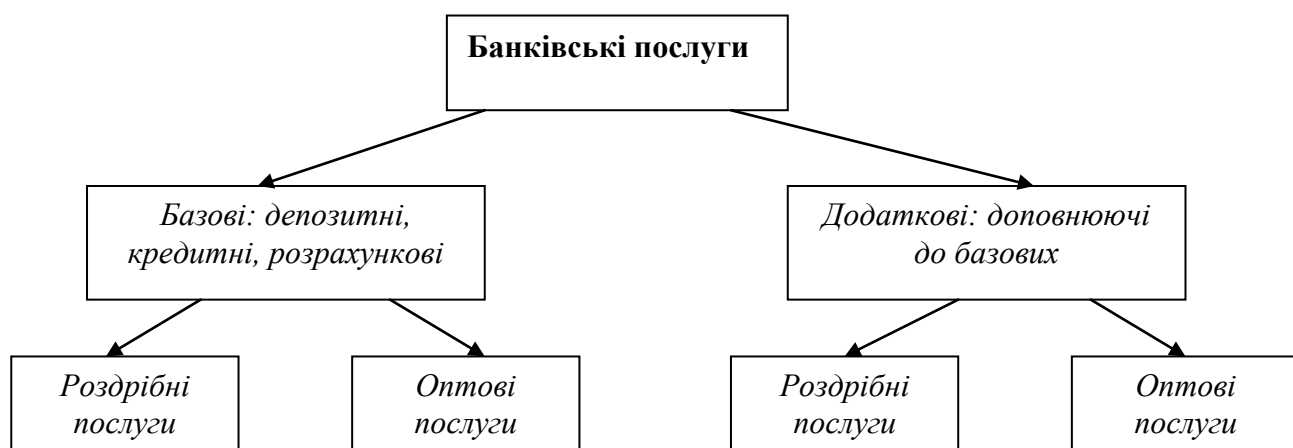 Банківські послуги
Базові: депозитні,
кредитні, розрахункові
Додаткові: доповнюючі
до базових
Роздрібні
послуги
Оптові
послуги
Роздрібні
послуги
Оптові
послуги